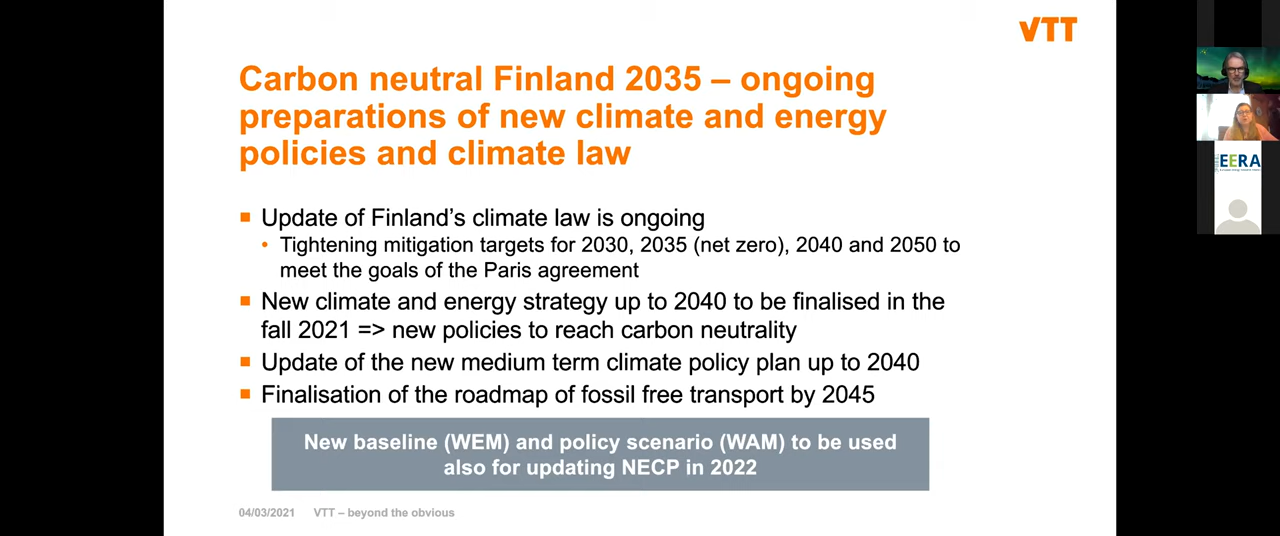 VTT
Carbon neutral Finland 2035 – ongoing
preparations of new climate and energy
policies and climate law
Update of Finland's climate law is ongoing
Tightening mitigation targets for 2030, 2035 (net zero), 2040 and 2050 to
meet the goals of the Paris agreement
New climate and energy strategy up to 2040 to be finalised in the
fall 2021 => new policies to reach carbon neutrality
Update of the new medium term climate policy plan up to 2040
Finalisation of the roadmap of fossil free transport by 2045
New baseline (WEM) and policy scenario (WAM) to be used
also for updating NECP in 2022
04/03/2021 VTT – beyond the obvious
EERA